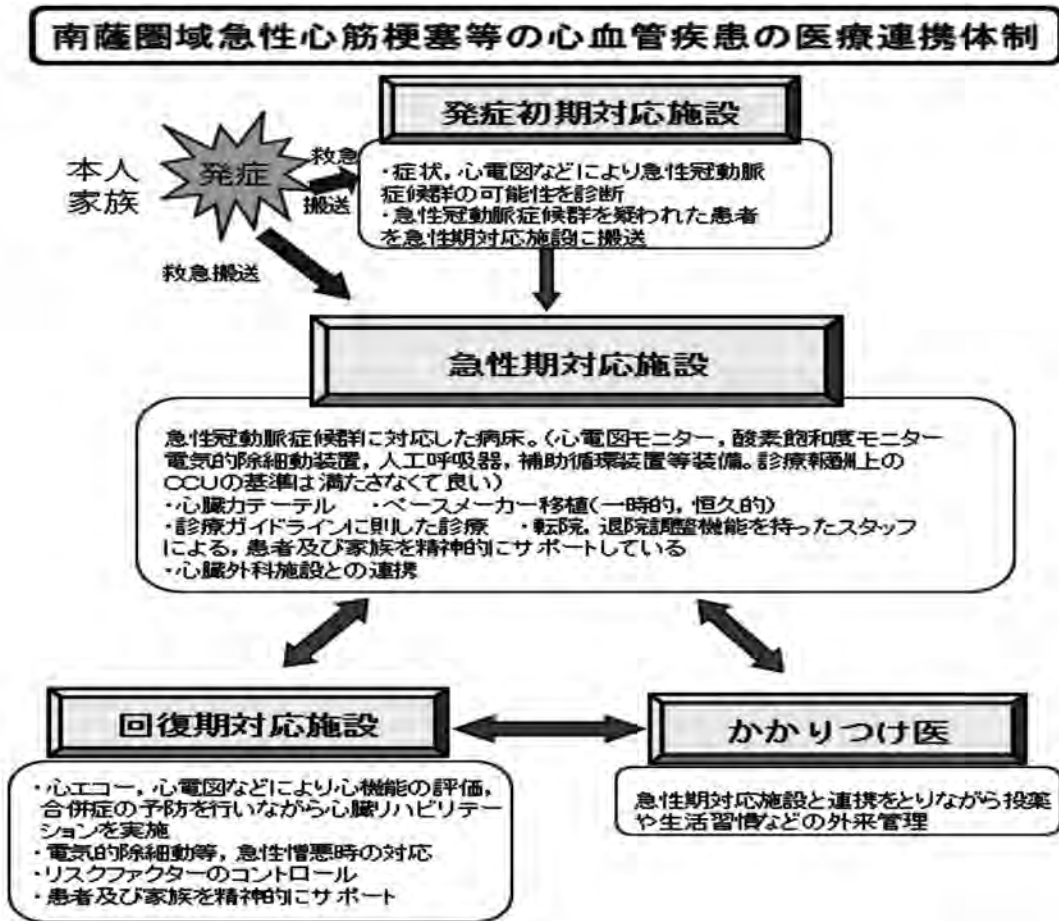 南薩圏域急性心筋梗塞等の心血管疾患の医療連携体制
発症初期対応施設
本人
家族
発症
救急
搬送
・症状，心電図などにより急性冠動脈
症候群の可能性を診断
・急性冠動脈症候群を疑われた患者
を急性期対応施設に搬送
救急搬送
急性期対応施設
急性冠動脈症候群に対応した病床。（心電図モニター，酸素飽和度モニター
電気的除細動装置，人工呼吸器，補助循環装置等装備。診療報酬上の
CCUの基準は満たさなくて良い）
・心臓カテーテル　・ペースメーカー移植（一時的，恒久的）
・診療ガイドラインに則した診療　・転院，退院調整機能を持ったスタッフ
による，患者及び家族を精神的にサポートしている
・心臓外科施設との連携
回復期対応施設
・心エコー，心電図などにより心機能の評価，
合併症の予防を行いながら心臓リハビリテー
ションを実施
・電気的除細動等，急性憎悪時の対応
・リスクファクターのコントロール
・患者及び家族を精神的にサポート
かかりつけ医
急性期対応施設と連携をとりながら投薬
や生活習慣などの外来管理